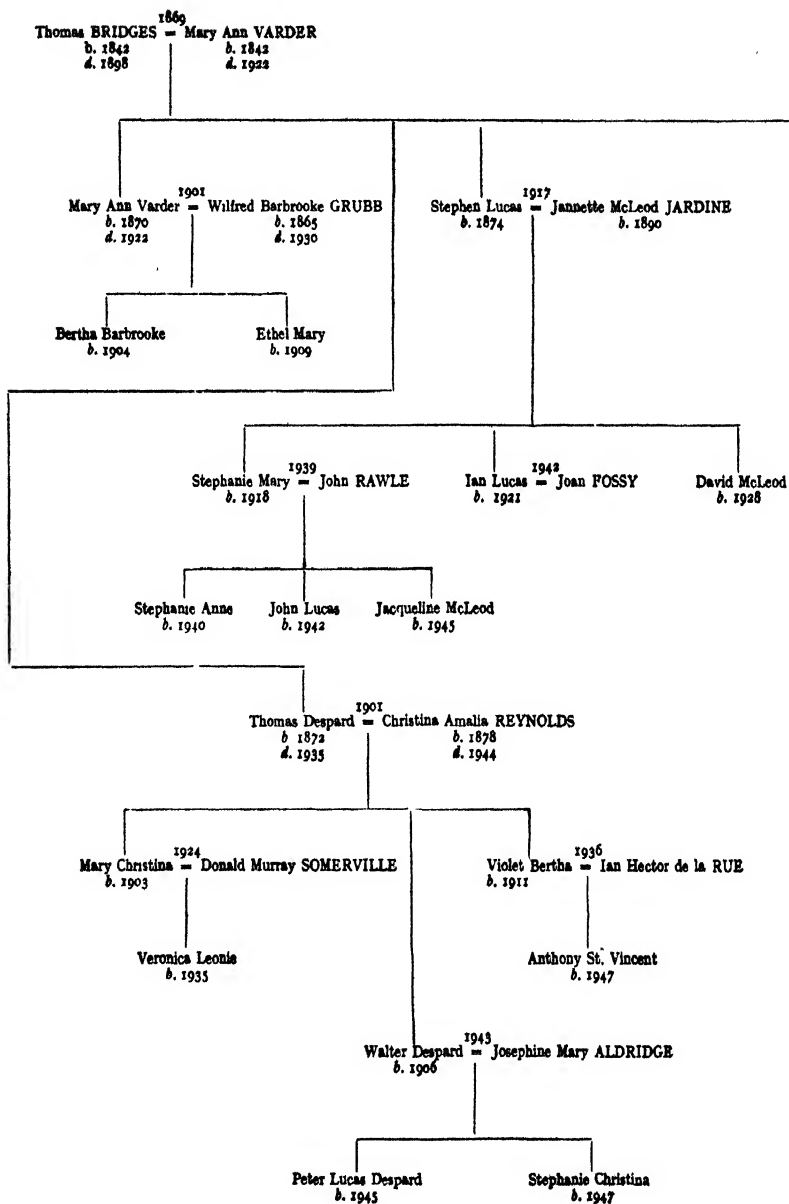 1869
Thomas BRIDGES = Mary Ann VARDER
b. 1842 b. 1842
d. 1898 d. 1922
1901
Mary Ann Varder = Wilfred Barbrooke GRUBB
b. 1870 b. 1865
d. 1922 d. 1930
1917
Stephen Lucas = Jannette McLeod JARDINE
b. 1874 b. 1890
Bertha Barbrooke Ethel Mary
b. 1904 b. 1909
1939 1942
Stephanie Mary = John RAWLE Ian Lucas = Joan FOSSY David McLeod
b. 1918 b. 1921 b. 1928
Stephanie Anne John Lucas Jacqueline McLeod
b. 1940 b. 1942 b. 1945
1901
Thomas Despard = Christina Amalia REYNOLDS
b 1872 b. 1878
d. 1935 d. 1944
1924 1936
Mary Christina = Donald Murray SOMERVILLE Violet Bertha = Ian Hector de la RUE
b. 1903 b. 1911
Veronica Leonie Anthony St. Vincent
b. 1935 b. 1947
1943
Walter Despard = Josephine Mary ALDRIDGE
b. 1906
Peter Lucas Despard Stephanie Christina
b. 1945 b. 1947